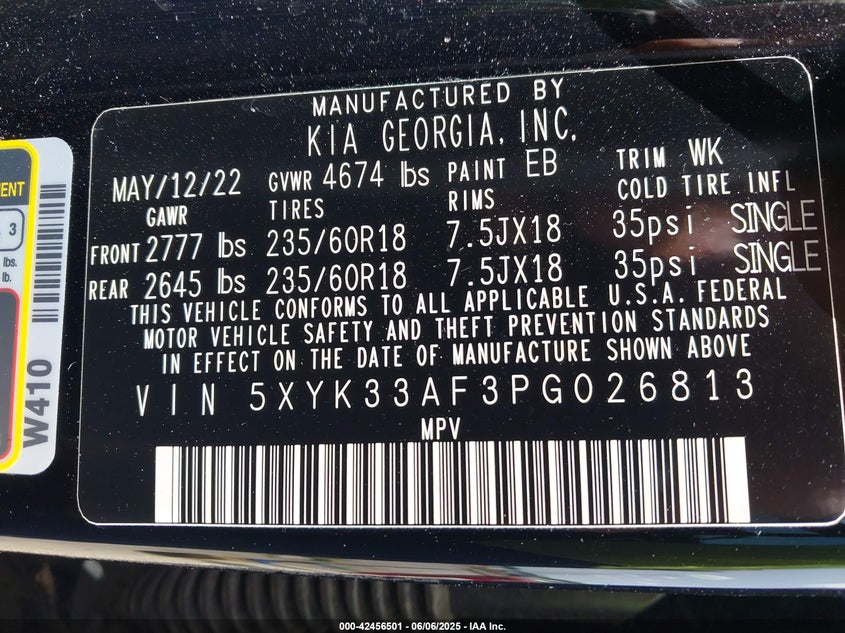 MANUFACTURED BY
KIA GEORGIA, INC.
MAY/12/22 GVWR 4674 lbs PAINT EB TRIM WK
GAWR TIRES RIMS COLD TIRE INFL
FRONT 2777 lbs 235/60R18 7.5JX18 35psi SINGLE
REAR 2645 lbs 235/60R18 7.5JX18 35psi SINGLE
THIS VEHICLE CONFORMS TO ALL APPLICABLE U.S.A. FEDERAL
MOTOR VEHICLE SAFETY AND THEFT PREVENTION STANDARDS
IN EFFECT ON THE DATE OF MANUFACTURE SHOWN ABOVE
VIN 5XYK33AF3PG026813
MPV
3
lbs.
lb.
W410
000-42456501 - 06/06/2025 - IAA Inc.